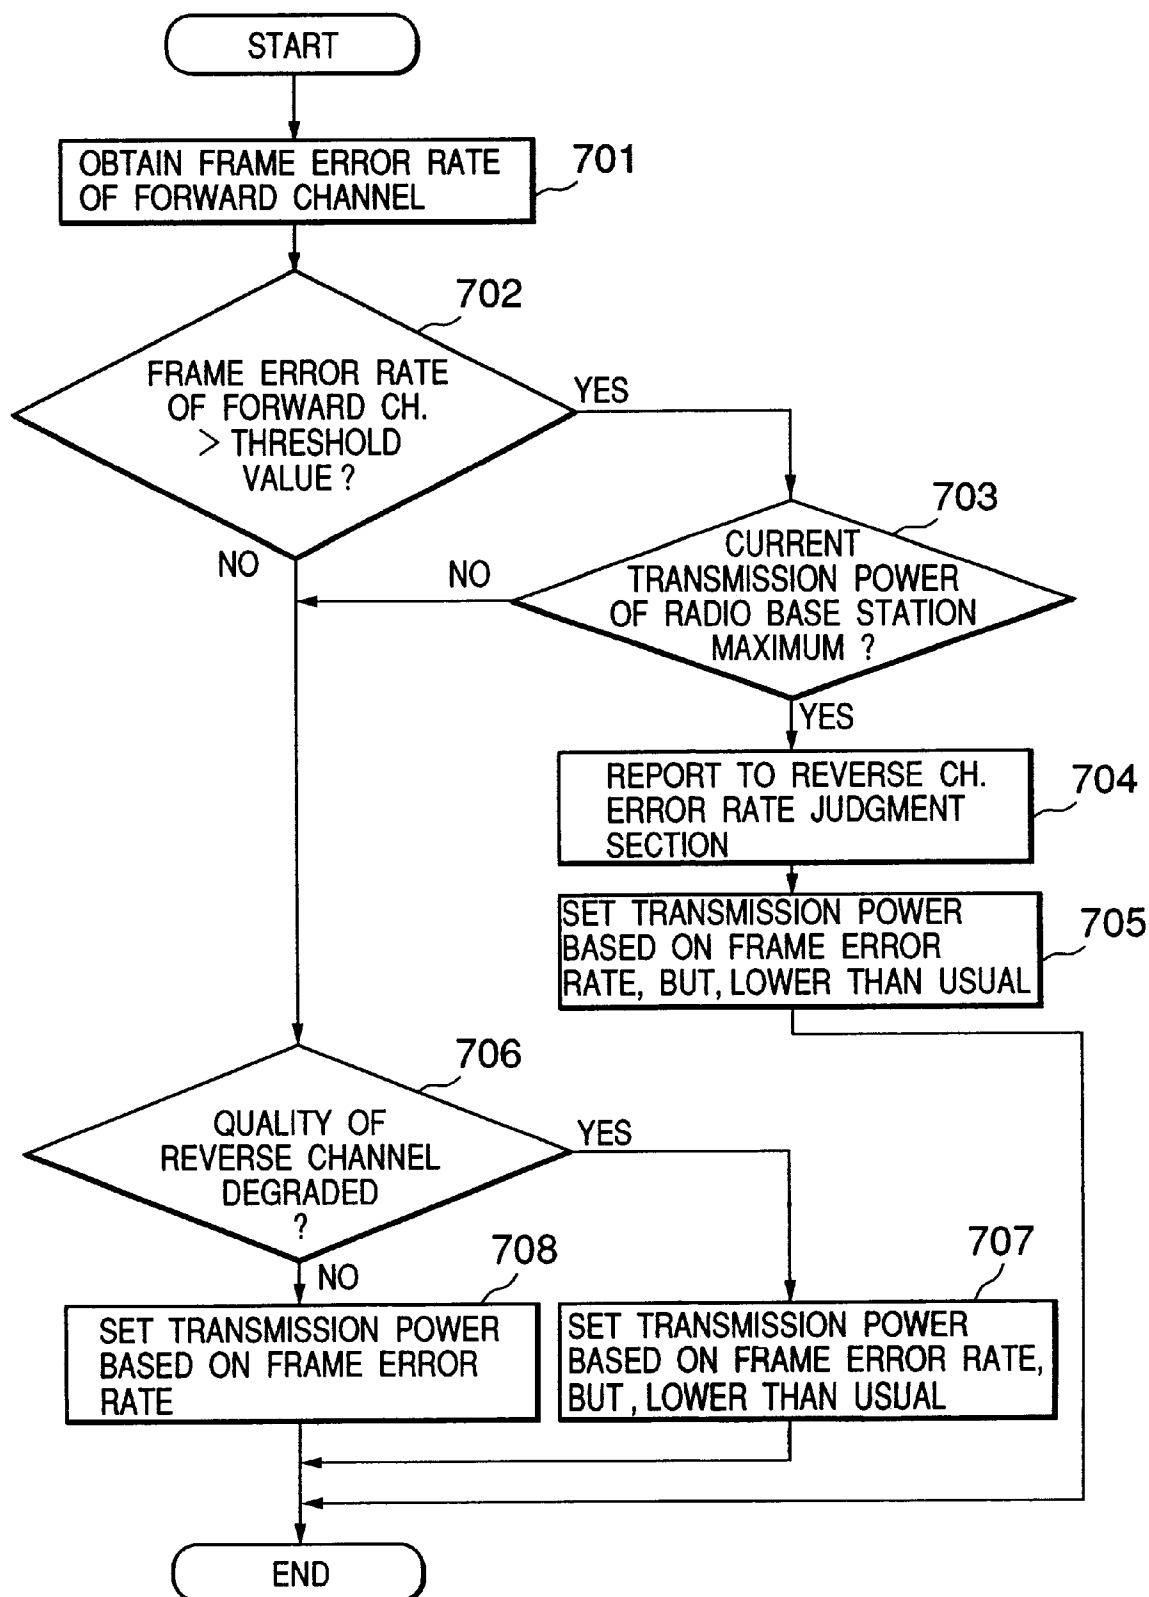 START
OBTAIN FRAME ERROR RATE
OF FORWARD CHANNEL
701
702
FRAME ERROR RATE
OF FORWARD CH.
> THRESHOLD
VALUE ?
YES
NO
703
CURRENT
TRANSMISSION POWER
OF RADIO BASE STATION
MAXIMUM ?
NO
YES
REPORT TO REVERSE CH.
ERROR RATE JUDGMENT
SECTION
704
SET TRANSMISSION POWER
BASED ON FRAME ERROR
RATE, BUT, LOWER THAN USUAL
705
706
QUALITY OF
REVERSE CHANNEL
DEGRADED
?
YES
NO
708
SET TRANSMISSION POWER
BASED ON FRAME ERROR
RATE
707
SET TRANSMISSION POWER
BASED ON FRAME ERROR RATE,
BUT, LOWER THAN USUAL
END